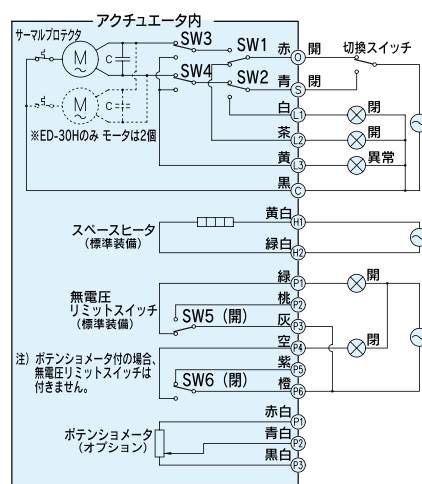 アクチュエータ内
サーマルプロテクタ
M
C
M
C
※ED-30Hのみ モータは2個
SW3
SW4
SW1
SW2
赤 O 開
切換スイッチ
青 S 閉
白 L1 閉
茶 L2 開
黄 L3 異常
黒 C
スペースヒータ
(標準装備)
黄白 H1
緑白 H2
無電圧
リミットスイッチ
(標準装備)
SW5(開)
緑 P1 開
桃 P2
灰 P3
空 P4 閉
紫 P5
橙 P6
SW6(閉)
注)ポテンショメータ付の場合、
無電圧リミットスイッチは
付きません。
ポテンショメータ
(オプション)
赤白 P1
青白 P2
黒白 P3